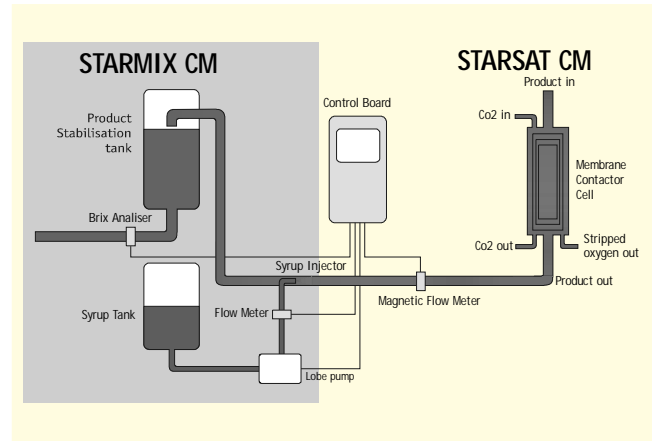 STARMIX CM
STARSAT CM
Product in
Control Board
Co2 in
Product
Stabilisation
tank
Membrane
Contactor
Cell
Brix Analiser
Co2 out
Stripped
oxygen out
Syrup Injector
Product out
Magnetic Flow Meter
Syrup Tank
Flow Meter
Lobe pump